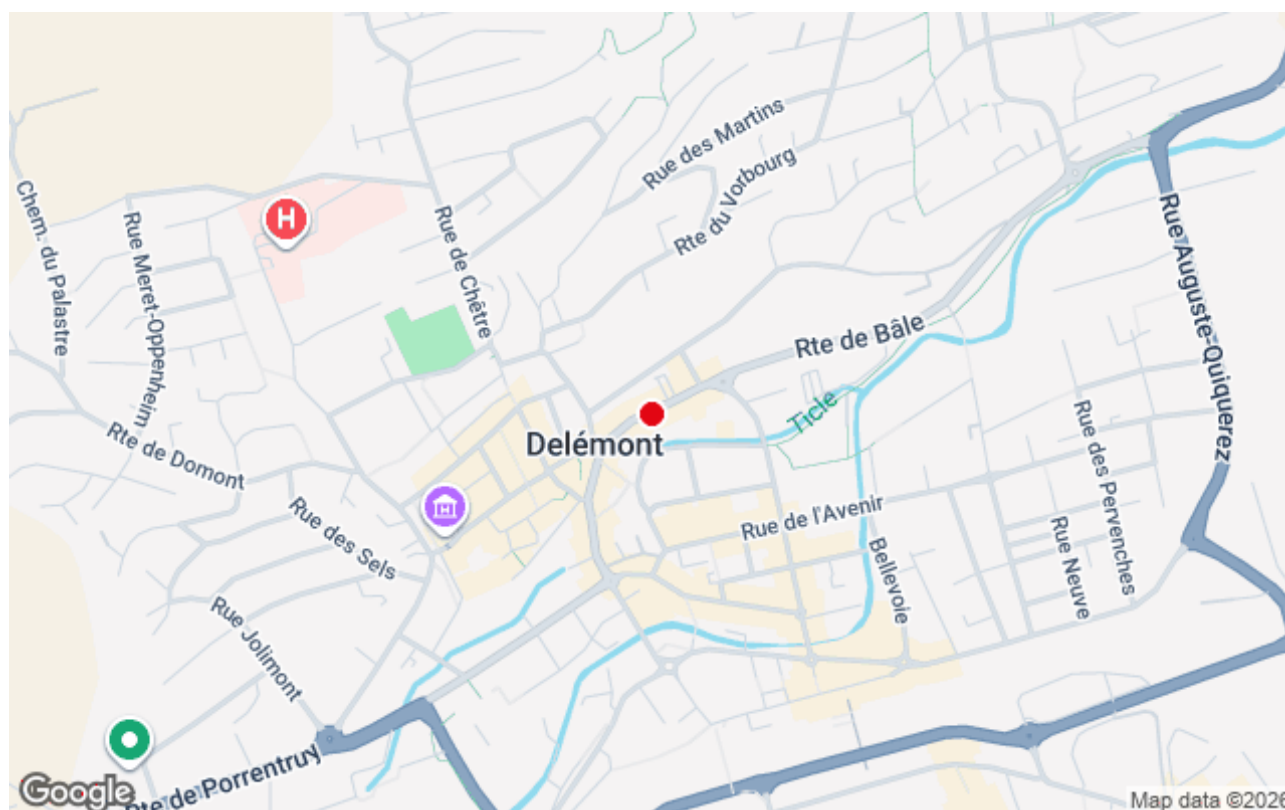 Rue des Martins
Rte du Vorbourg
H
Chem. du Palastre
Rue Meret-Oppenheim
Rue de Chêtre
Rue Auguste-Quiquerez
Rte de Bâle
Ticle
Delémont
Rte de Domont
Rue des Sels
Rue de l'Avenir
Bellevoie
Rue des Pervenches
Rue Neuve
Rue Jolimont
Rte de Porrentruy
Google
Map data ©2026